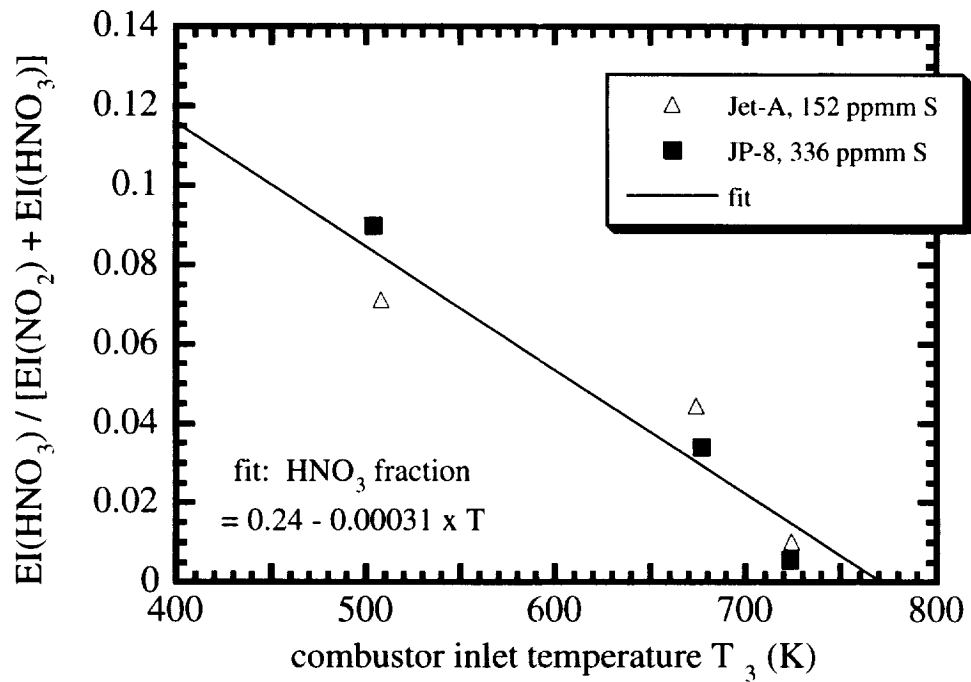 EI(HNO₃) / [EI(NO₂) + EI(HNO₃)]
0.14
0.12
0.1
0.08
0.06
0.04
0.02
0
Jet-A, 152 ppmm S
JP-8, 336 ppmm S
fit
fit: HNO₃ fraction
= 0.24 - 0.00031 x T
400 500 600 700 800
combustor inlet temperature T₃ (K)